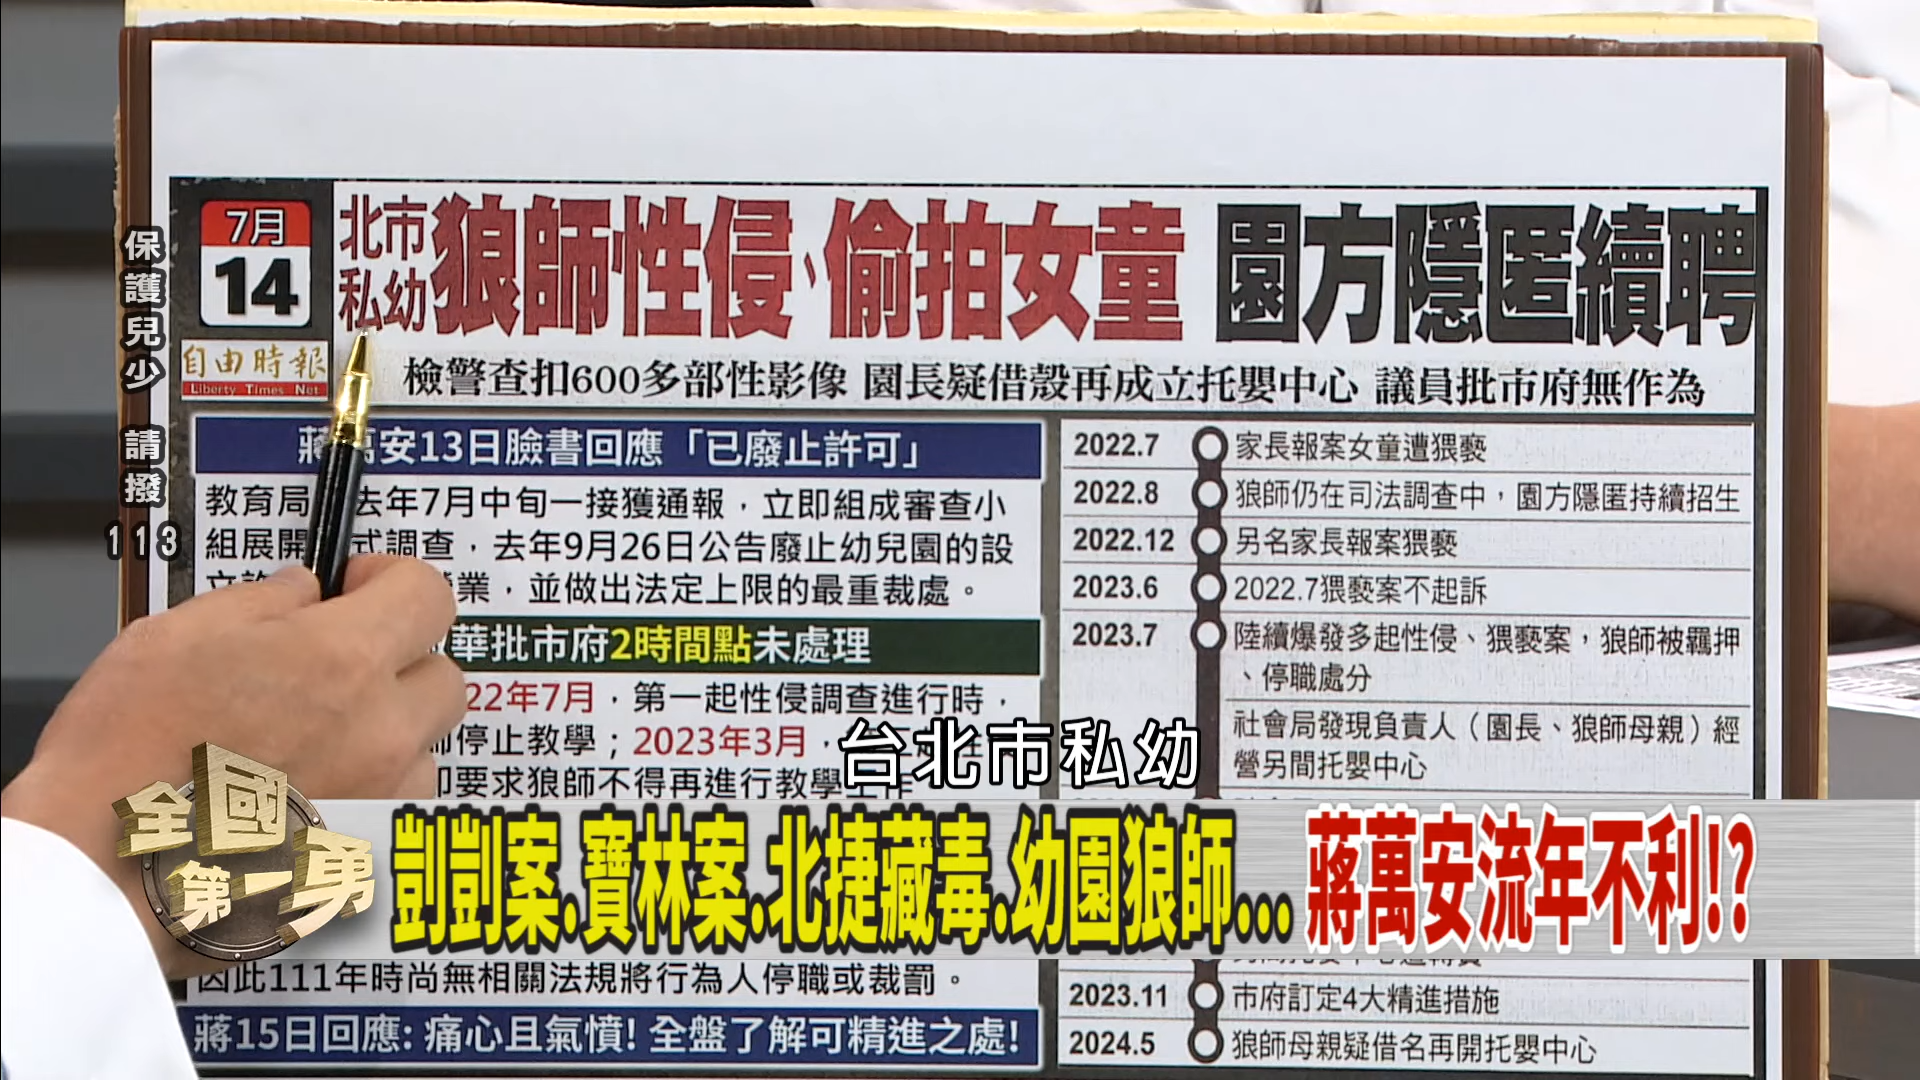 保護兒少 請撥113
7月
14
自由時報
Liberty Times Net
北市
私幼
狼師性侵、偷拍女童 園方隱匿續聘
檢警查扣600多部性影像 園長疑借殼再成立托嬰中心 議員批市府無作為
蔣萬安13日臉書回應「已廢止許可」
教育局 去年7月中旬一接獲通報，立即組成審查小
組展開 式調查，去年9月26日公告廢止幼兒園的設
業，並做出法定上限的最重裁處。
華批市府2時間點未處理
22年7月，第一起性侵調查進行時，
停止教學；2023年3月，
即要求狼師不得再進行教學
因此111年時尚無相關法規將行為人停職或裁罰。
蔣15日回應: 痛心且氣憤! 全盤了解可精進之處!
2022.7 家長報案女童遭猥褻
2022.8 狼師仍在司法調查中，園方隱匿持續招生
2022.12 另名家長報案猥褻
2023.6 2022.7猥褻案不起訴
2023.7 陸續爆發多起性侵、猥褻案，狼師被羈押
、停職處分
社會局發現負責人（園長、狼師母親）經
營另間托嬰中心
2023.11 市府訂定4大精進措施
2024.5 狼師母親疑借名再開托嬰中心
台北市私幼
全國第一勇
剴剴案.寶林案.北捷藏毒.幼園狼師... 蔣萬安流年不利!?